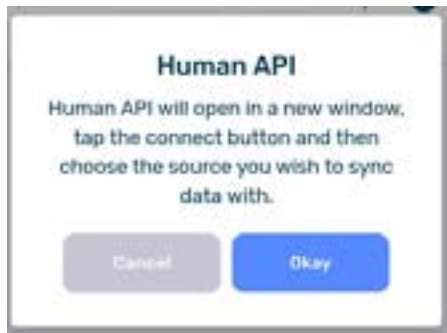 Human API
Human API will open in a new window,
tap the connect button and then
choose the source you wish to sync
data with.
Cancel
Okay